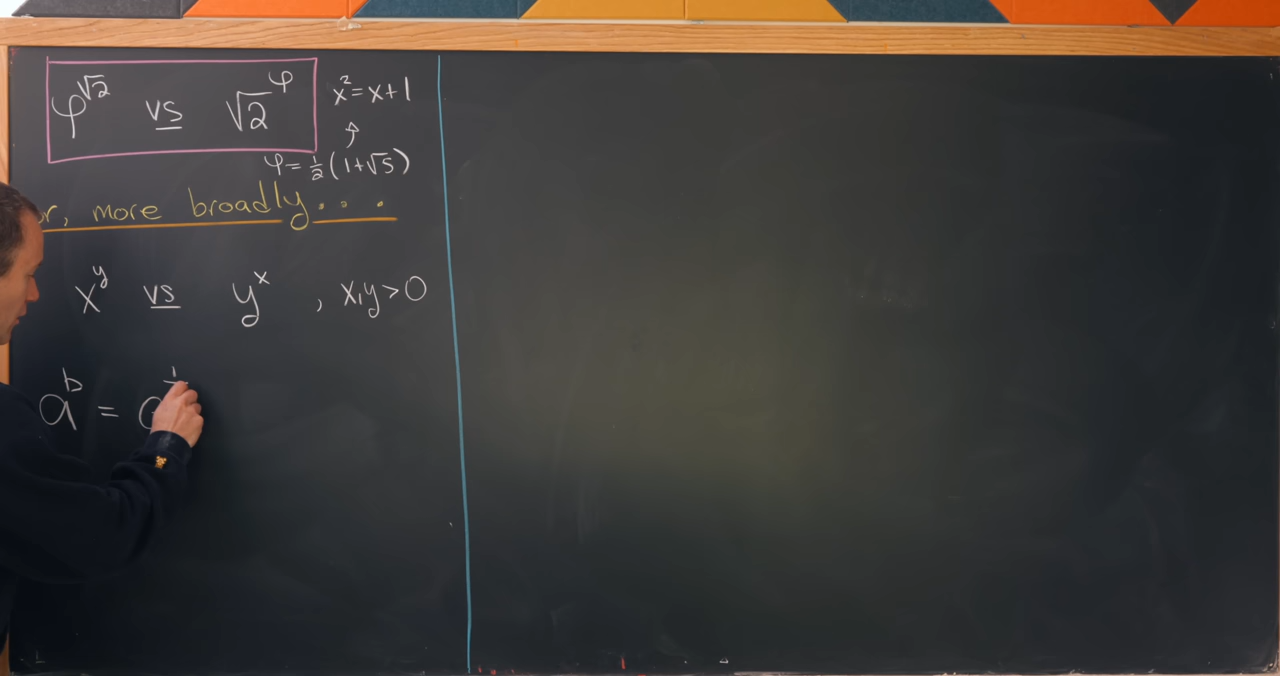 φ^√2 vs √2^φ x²=x+1
φ=½(1+√5)
r, more broadly...
x^y vs y^x , x,y>0
a^b =